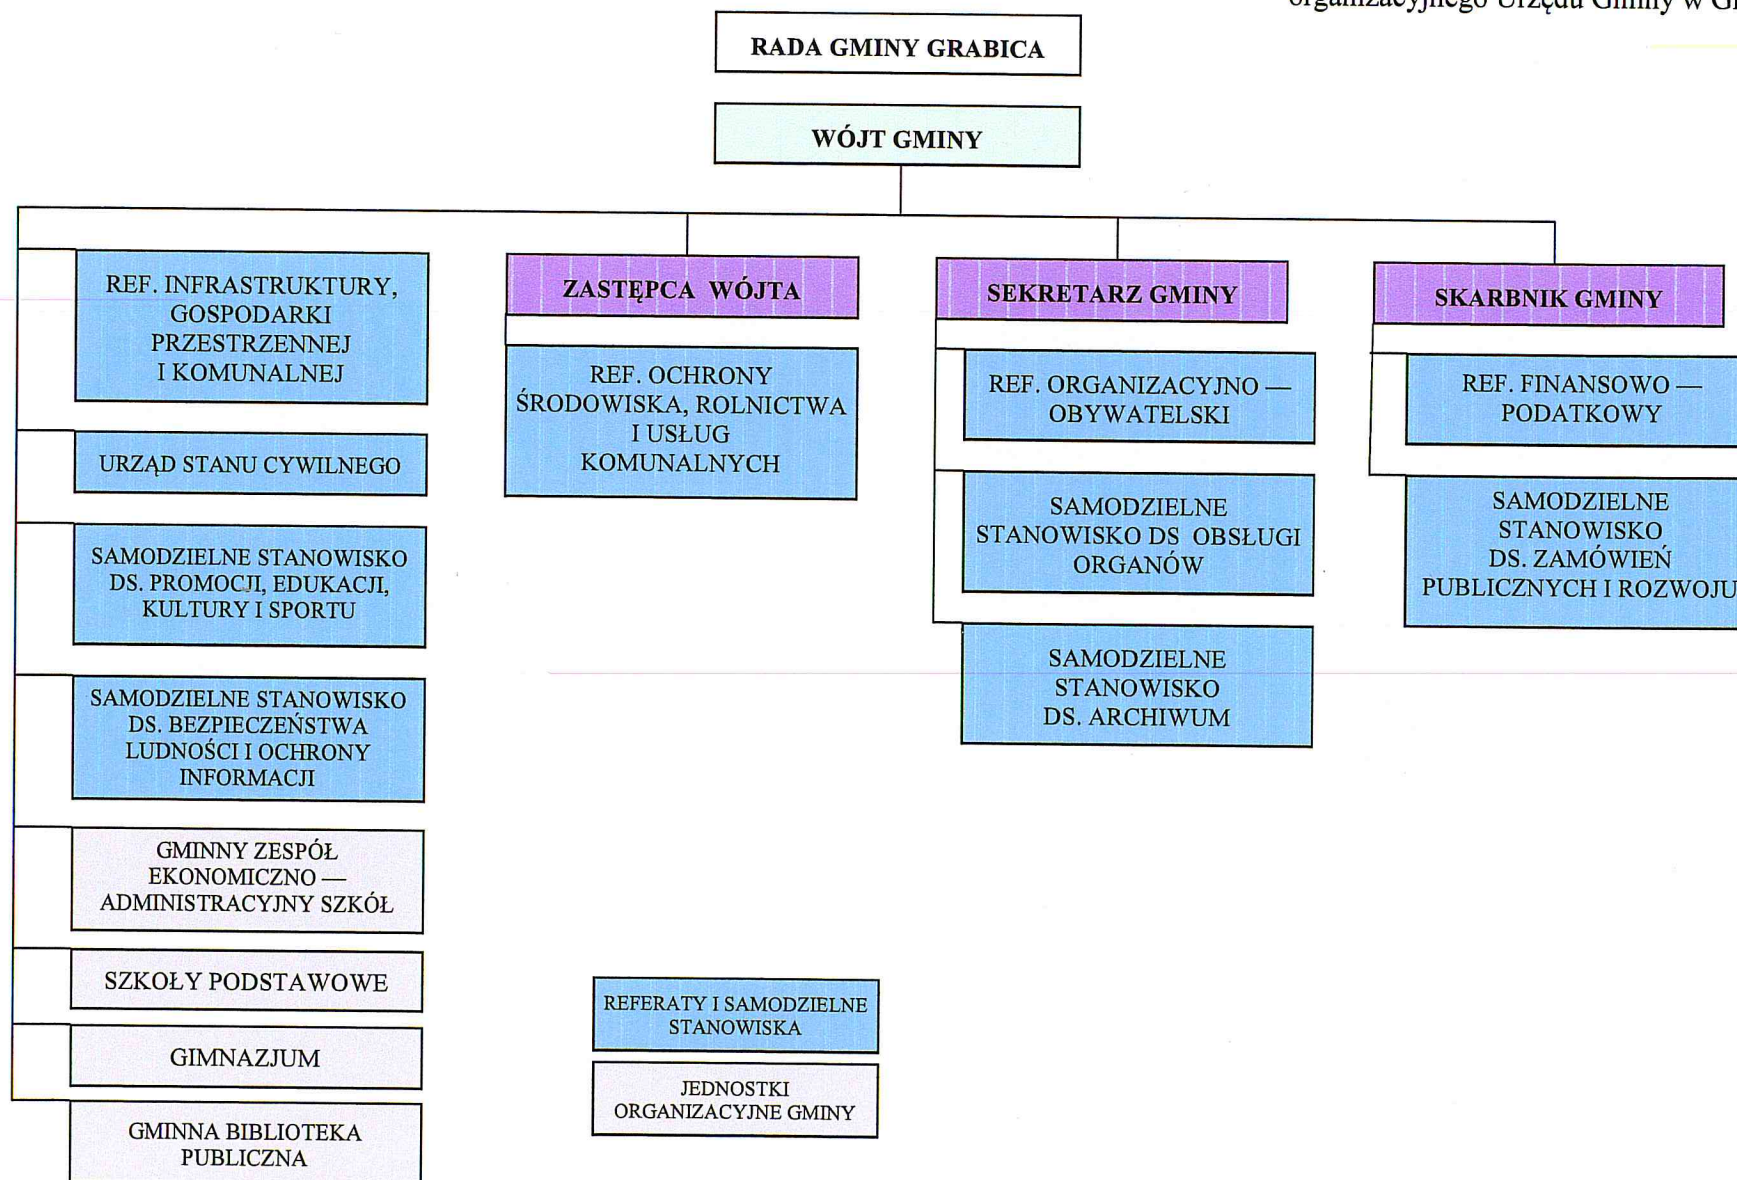 organizacyjnego Urzędu Gminy w
RADA GMINY GRABICA
WÓJT GMINY
REF. INFRASTRUKTURY,
GOSPODARKI
PRZESTRZENNEJ
I KOMUNALNEJ
URZĄD STANU CYWILNEGO
SAMODZIELNE STANOWISKO
DS. PROMOCJI, EDUKACJI,
KULTURY I SPORTU
SAMODZIELNE STANOWISKO
DS. BEZPIECZEŃSTWA
LUDNOŚCI I OCHRONY
INFORMACJI
GMINNY ZESPÓŁ
EKONOMICZNO —
ADMINISTRACYJNY SZKÓŁ
SZKOŁY PODSTAWOWE
GIMNAZJUM
GMINNA BIBLIOTEKA
PUBLICZNA
ZASTĘPCA WÓJTA
REF. OCHRONY
ŚRODOWISKA, ROLNICTWA
I USŁUG
KOMUNALNYCH
SEKRETARZ GMINY
REF. ORGANIZACYJNO —
OBYWATELSKI
SAMODZIELNE
STANOWISKO DS OBSŁUGI
ORGANÓW
SAMODZIELNE
STANOWISKO
DS. ARCHIWUM
SKARBNIK GMINY
REF. FINANSOWO —
PODATKOWY
SAMODZIELNE
STANOWISKO
DS. ZAMÓWIEŃ
PUBLICZNYCH I ROZWOJU
REFERATY I SAMODZIELNE
STANOWISKA
JEDNOSTKI
ORGANIZACYJNE GMINY